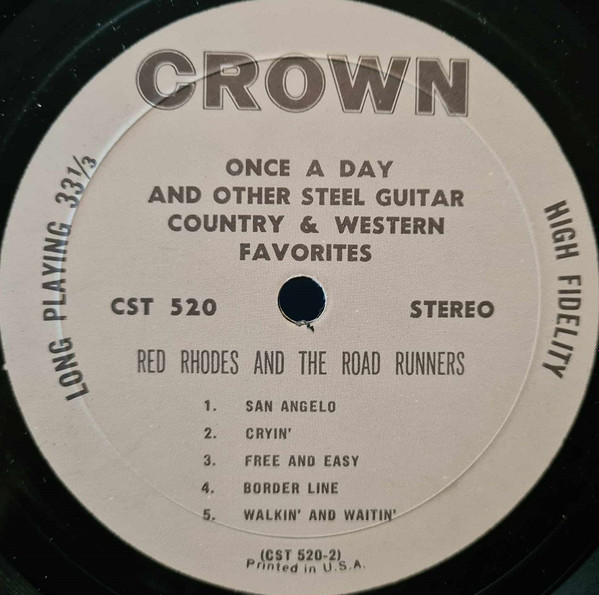 CROWN
ONCE A DAY
AND OTHER STEEL GUITAR
COUNTRY & WESTERN
FAVORITES
LONG PLAYING 33⅓
HIGH FIDELITY
CST 520
STEREO
RED RHODES AND THE ROAD RUNNERS
1. SAN ANGELO
2. CRYIN'
3. FREE AND EASY
4. BORDER LINE
5. WALKIN' AND WAITIN'
(CST 520-2)
Printed in U.S.A.